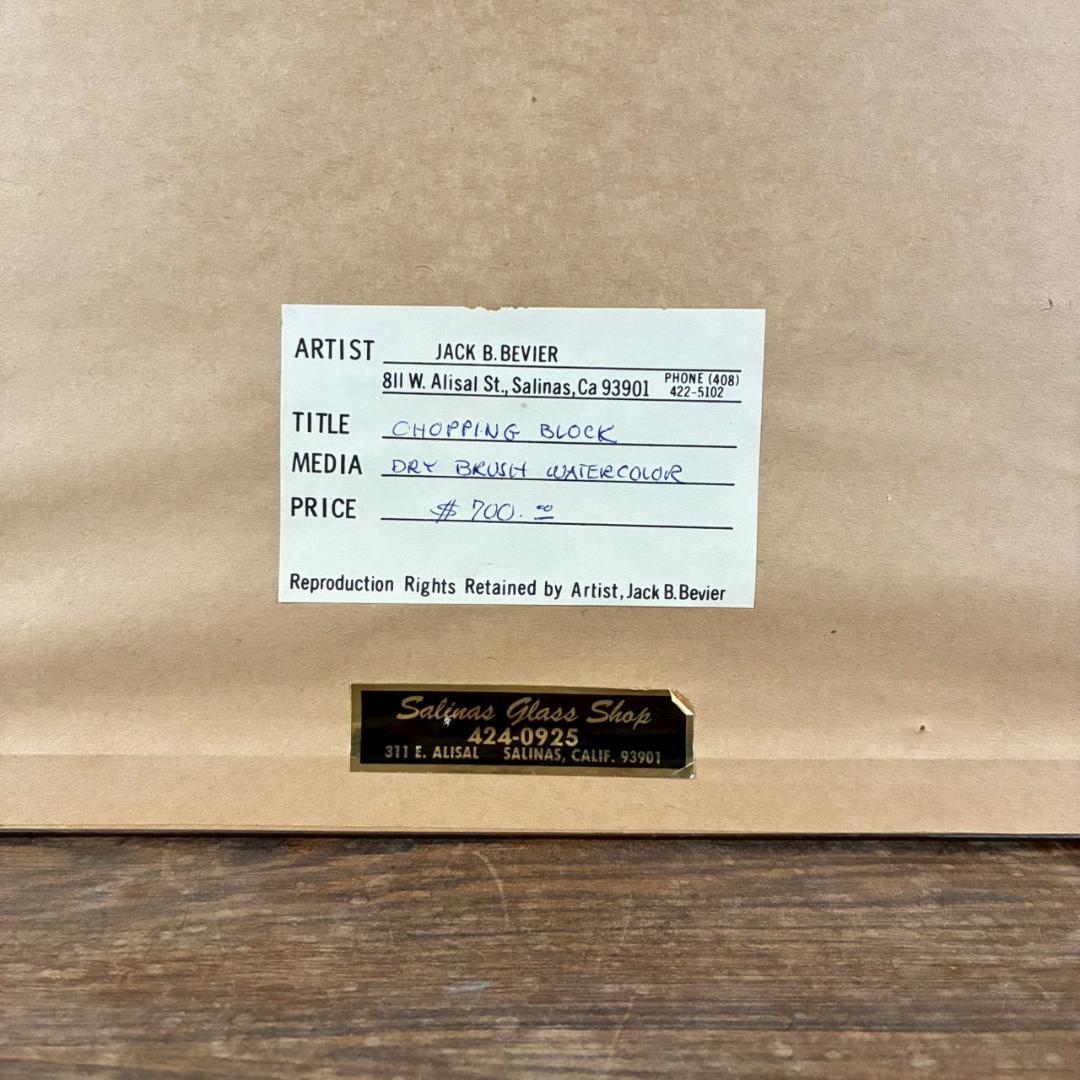 ARTIST JACK B. BEVIER
811 W. Alisal St., Salinas, Ca 93901 PHONE (408) 422-5102
TITLE CHOPPING BLOCK
MEDIA DRY BRUSH WATERCOLOR
PRICE $ 700.00
Reproduction Rights Retained by Artist, Jack B. Bevier
Salinas Glass Shop
424-0925
311 E. ALISAL SALINAS, CALIF. 93901